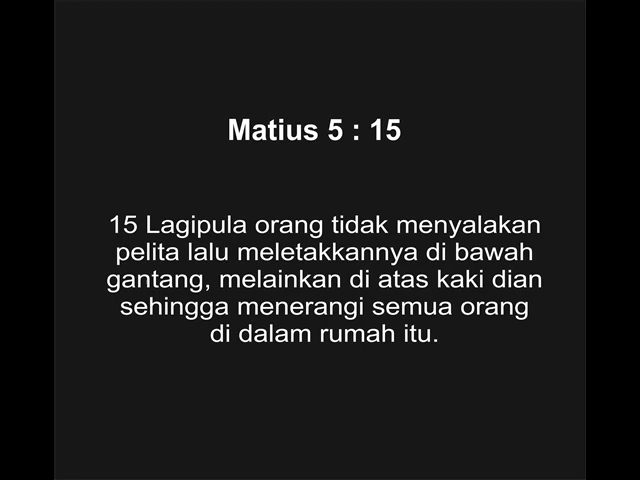 Matius 5 : 15
15 Lagipula orang tidak menyalakan
pelita lalu meletakkannya di bawah
gantang, melainkan di atas kaki dian
sehingga menerangi semua orang
di dalam rumah itu.